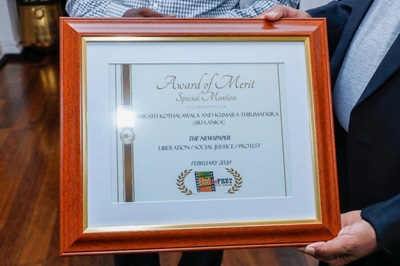 Award of Merit
Special Mention
SARATH KOTHALAWALA AND KUMARA THIRIMADURA
(SRI LANKA)
THE NEWSPAPER
LIBERATION / SOCIAL JUSTICE / PROTEST
FEBRUARY 2020
FEST